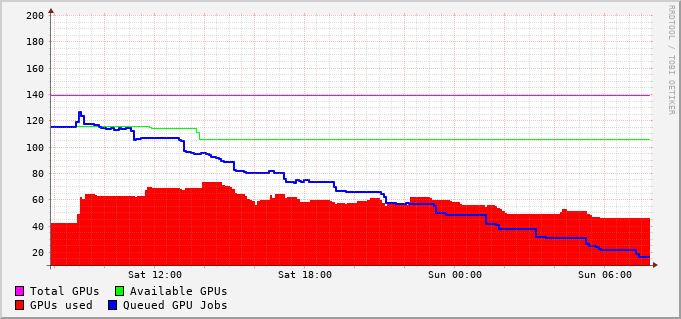 200
180
160
140
120
100
80
60
40
20
Sat 12:00 Sat 18:00 Sun 00:00 Sun 06:00
Total GPUs Available GPUs
GPUs used Queued GPU Jobs
RRDTOOL / TOBI OETIKER